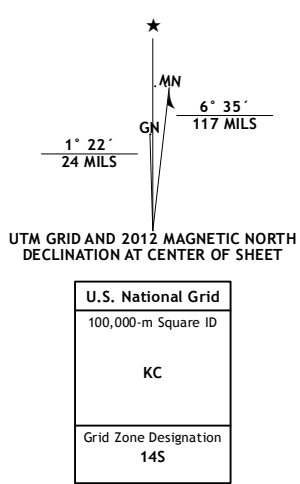 ★
MN
6° 35´
117 MILS
GN
1° 22´
24 MILS
UTM GRID AND 2012 MAGNETIC NORTH
DECLINATION AT CENTER OF SHEET
U.S. National Grid
100,000-m Square ID
KC
Grid Zone Designation
14S